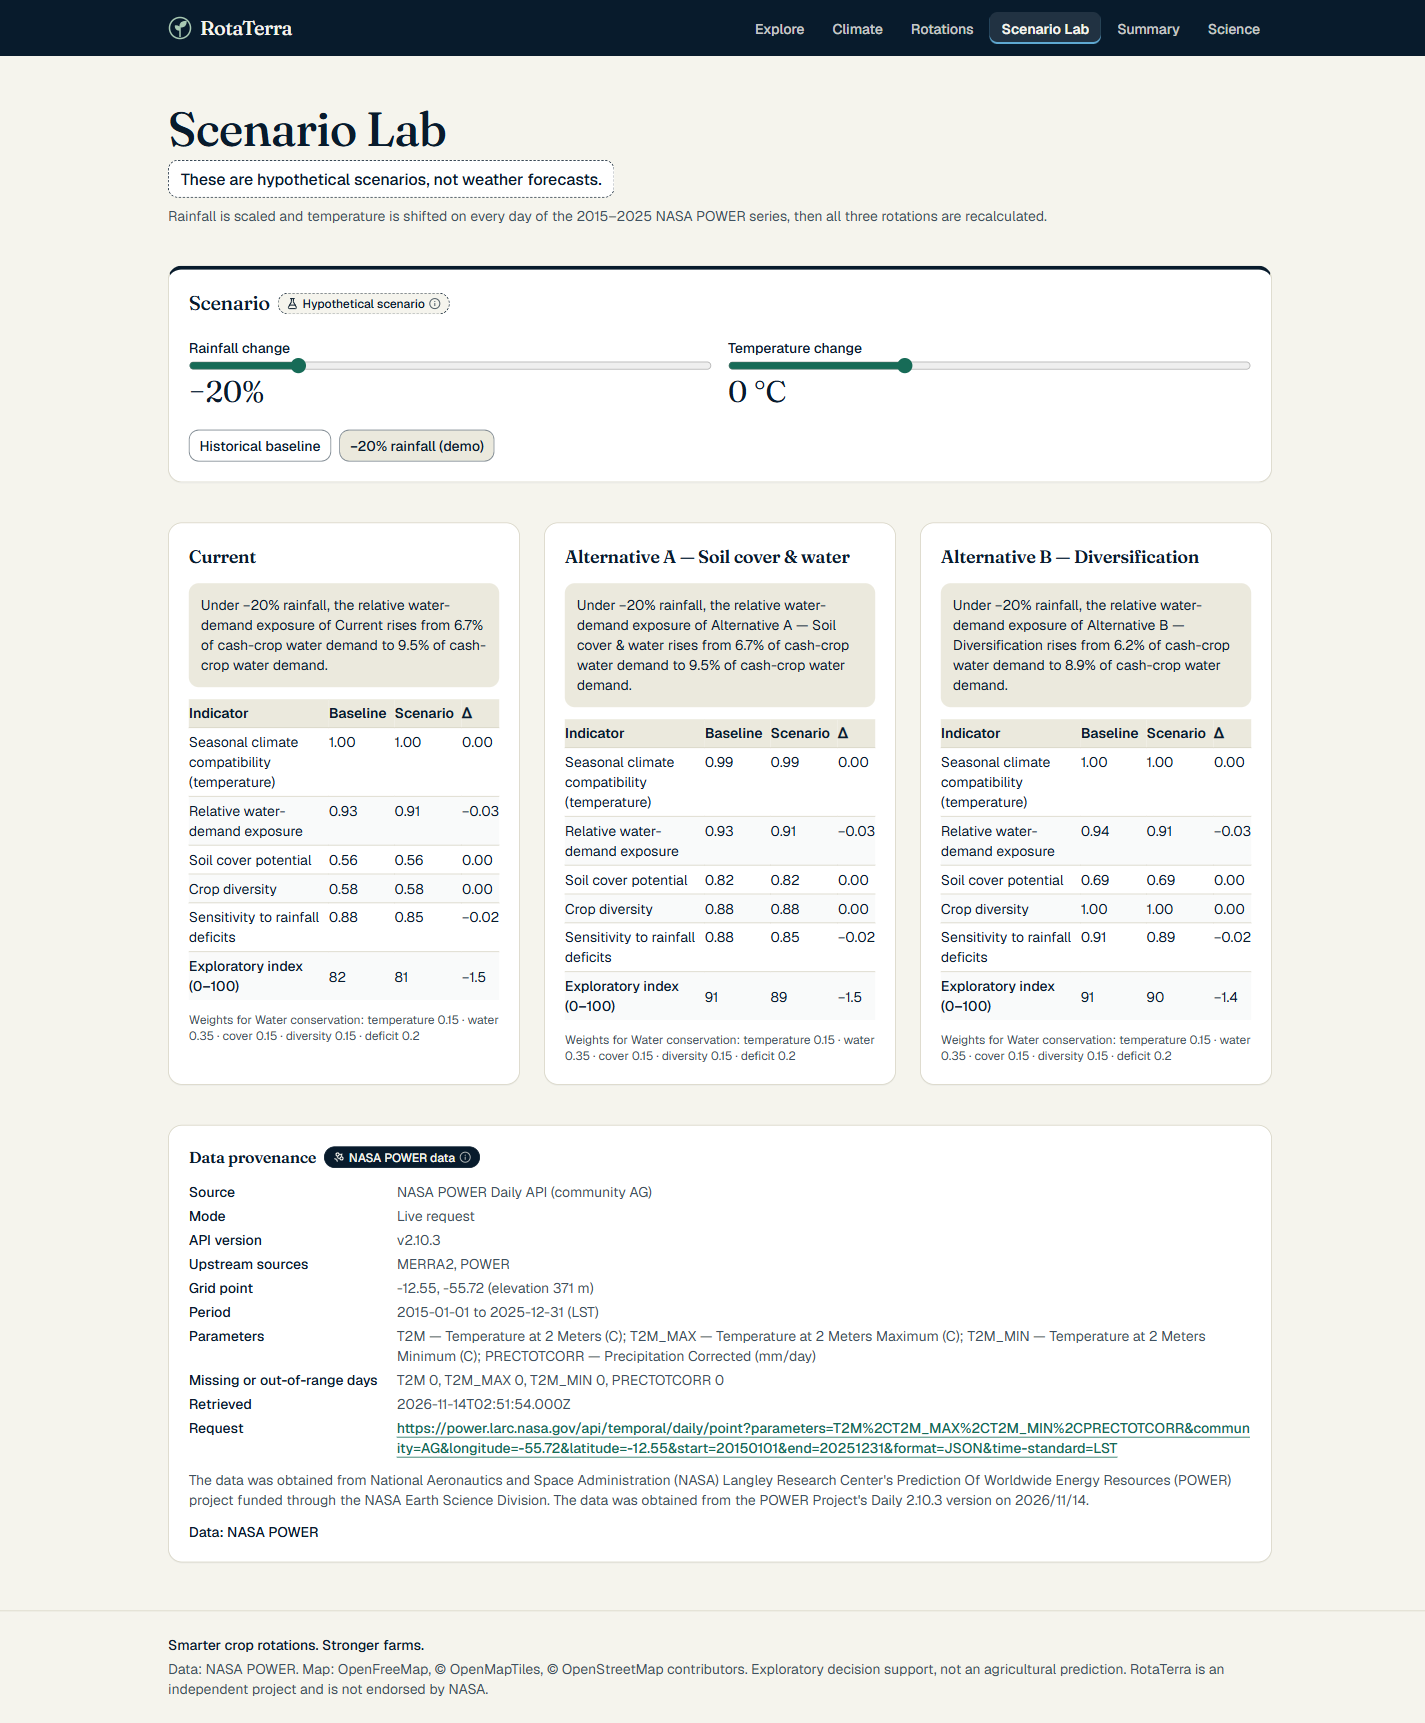 RotaTerra
Explore Climate Rotations Scenario Lab Summary Science
Scenario Lab
These are hypothetical scenarios, not weather forecasts.
Rainfall is scaled and temperature is shifted on every day of the 2015–2025 NASA POWER series, then all three rotations are recalculated.
Scenario Hypothetical scenario
Rainfall change
−20%
Temperature change
0 °C
Historical baseline −20% rainfall (demo)
Current
Under −20% rainfall, the relative water-
demand exposure of Current rises from 6.7%
of cash-crop water demand to 9.5% of cash-
crop water demand.
Indicator Baseline Scenario Δ
Seasonal climate 1.00 1.00 0.00
compatibility
(temperature)
Relative water- 0.93 0.91 −0.03
demand exposure
Soil cover potential 0.56 0.56 0.00
Crop diversity 0.58 0.58 0.00
Sensitivity to rainfall 0.88 0.85 −0.02
deficits
Exploratory index
(0–100) 82 81 −1.5
Weights for Water conservation: temperature 0.15 · water
0.35 · cover 0.15 · diversity 0.15 · deficit 0.2
Alternative A — Soil cover & water
Under −20% rainfall, the relative water-
demand exposure of Alternative A — Soil
cover & water rises from 6.7% of cash-crop
water demand to 9.5% of cash-crop water
demand.
Indicator Baseline Scenario Δ
Seasonal climate 0.99 0.99 0.00
compatibility
(temperature)
Relative water- 0.93 0.91 −0.03
demand exposure
Soil cover potential 0.82 0.82 0.00
Crop diversity 0.88 0.88 0.00
Sensitivity to rainfall 0.88 0.85 −0.02
deficits
Exploratory index
(0–100) 91 89 −1.5
Weights for Water conservation: temperature 0.15 · water
0.35 · cover 0.15 · diversity 0.15 · deficit 0.2
Alternative B — Diversification
Under −20% rainfall, the relative water-
demand exposure of Alternative B —
Diversification rises from 6.2% of cash-crop
water demand to 8.9% of cash-crop water
demand.
Indicator Baseline Scenario Δ
Seasonal climate 1.00 1.00 0.00
compatibility
(temperature)
Relative water- 0.94 0.91 −0.03
demand exposure
Soil cover potential 0.69 0.69 0.00
Crop diversity 1.00 1.00 0.00
Sensitivity to rainfall 0.91 0.89 −0.02
deficits
Exploratory index
(0–100) 91 90 −1.4
Weights for Water conservation: temperature 0.15 · water
0.35 · cover 0.15 · diversity 0.15 · deficit 0.2
Data provenance NASA POWER data
Source NASA POWER Daily API (community AG)
Mode Live request
API version v2.10.3
Upstream sources MERRA2, POWER
Grid point -12.55, -55.72 (elevation 371 m)
Period 2015-01-01 to 2025-12-31 (LST)
Parameters T2M — Temperature at 2 Meters (C); T2M_MAX — Temperature at 2 Meters Maximum (C); T2M_MIN — Temperature at 2 Meters
Minimum (C); PRECTOTCORR — Precipitation Corrected (mm/day)
Missing or out-of-range days T2M 0, T2M_MAX 0, T2M_MIN 0, PRECTOTCORR 0
Retrieved 2026-11-14T02:51:54.000Z
Request https://power.larc.nasa.gov/api/temporal/daily/point?parameters=T2M%2CT2M_MAX%2CT2M_MIN%2CPRECTOTCORR&commun
ity=AG&longitude=-55.72&latitude=-12.55&start=20150101&end=20251231&format=JSON&time-standard=LST
The data was obtained from National Aeronautics and Space Administration (NASA) Langley Research Center's Prediction Of Worldwide Energy Resources (POWER)
project funded through the NASA Earth Science Division. The data was obtained from the POWER Project's Daily 2.10.3 version on 2026/11/14.
Data: NASA POWER
Smarter crop rotations. Stronger farms.
Data: NASA POWER. Map: OpenFreeMap, © OpenMapTiles, © OpenStreetMap contributors. Exploratory decision support, not an agricultural prediction. RotaTerra is an
independent project and is not endorsed by NASA.